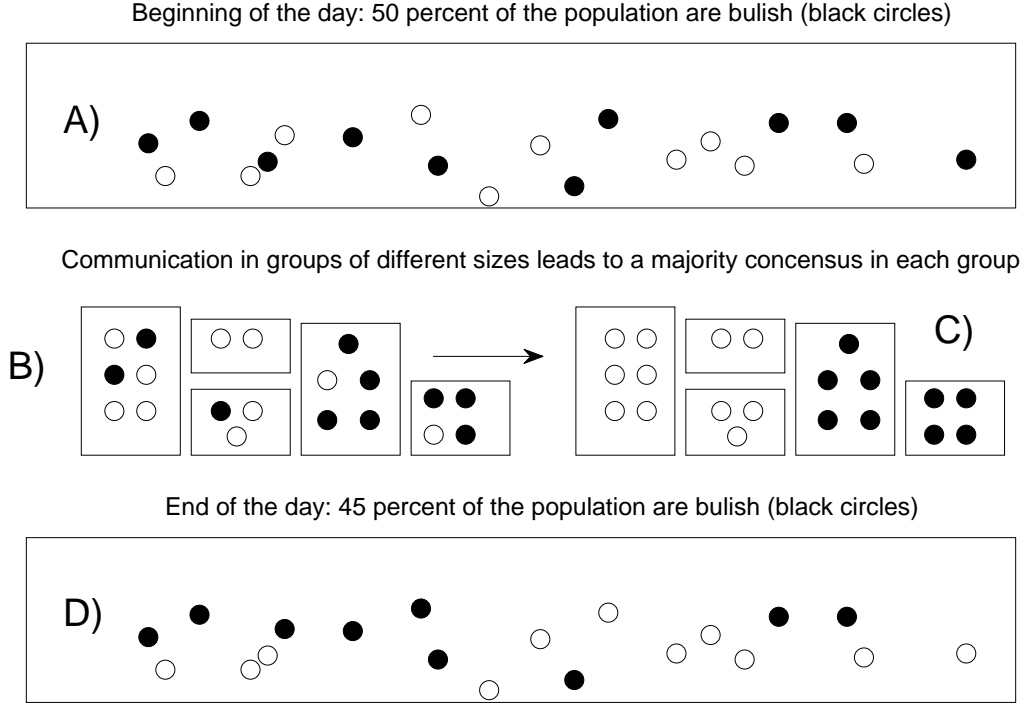 Beginning of the day: 50 percent of the population are bulish (black circles)
A)
Communication in groups of different sizes leads to a majority concensus in each group
B)
C)
End of the day: 45 percent of the population are bulish (black circles)
D)